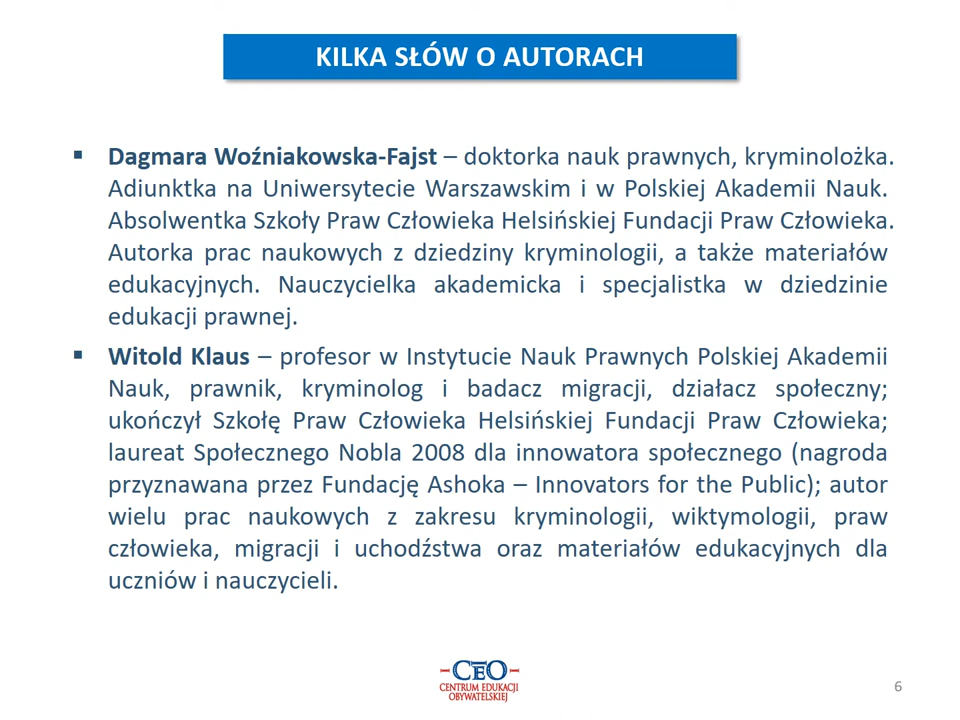 KILKA SŁÓW O AUTORACH
▪ Dagmara Woźniakowska-Fajst – doktorka nauk prawnych, kryminolożka.
Adiunktka na Uniwersytecie Warszawskim i w Polskiej Akademii Nauk.
Absolwentka Szkoły Praw Człowieka Helsińskiej Fundacji Praw Człowieka.
Autorka prac naukowych z dziedziny kryminologii, a także materiałów
edukacyjnych. Nauczycielka akademicka i specjalistka w dziedzinie
edukacji prawnej.
▪ Witold Klaus – profesor w Instytucie Nauk Prawnych Polskiej Akademii
Nauk, prawnik, kryminolog i badacz migracji, działacz społeczny;
ukończył Szkołę Praw Człowieka Helsińskiej Fundacji Praw Człowieka;
laureat Społecznego Nobla 2008 dla innowatora społecznego (nagroda
przyznawana przez Fundację Ashoka – Innovators for the Public); autor
wielu prac naukowych z zakresu kryminologii, wiktymologii, praw
człowieka, migracji i uchodźstwa oraz materiałów edukacyjnych dla
uczniów i nauczycieli.
CEO
CENTRUM EDUKACJI
OBYWATELSKIEJ
6